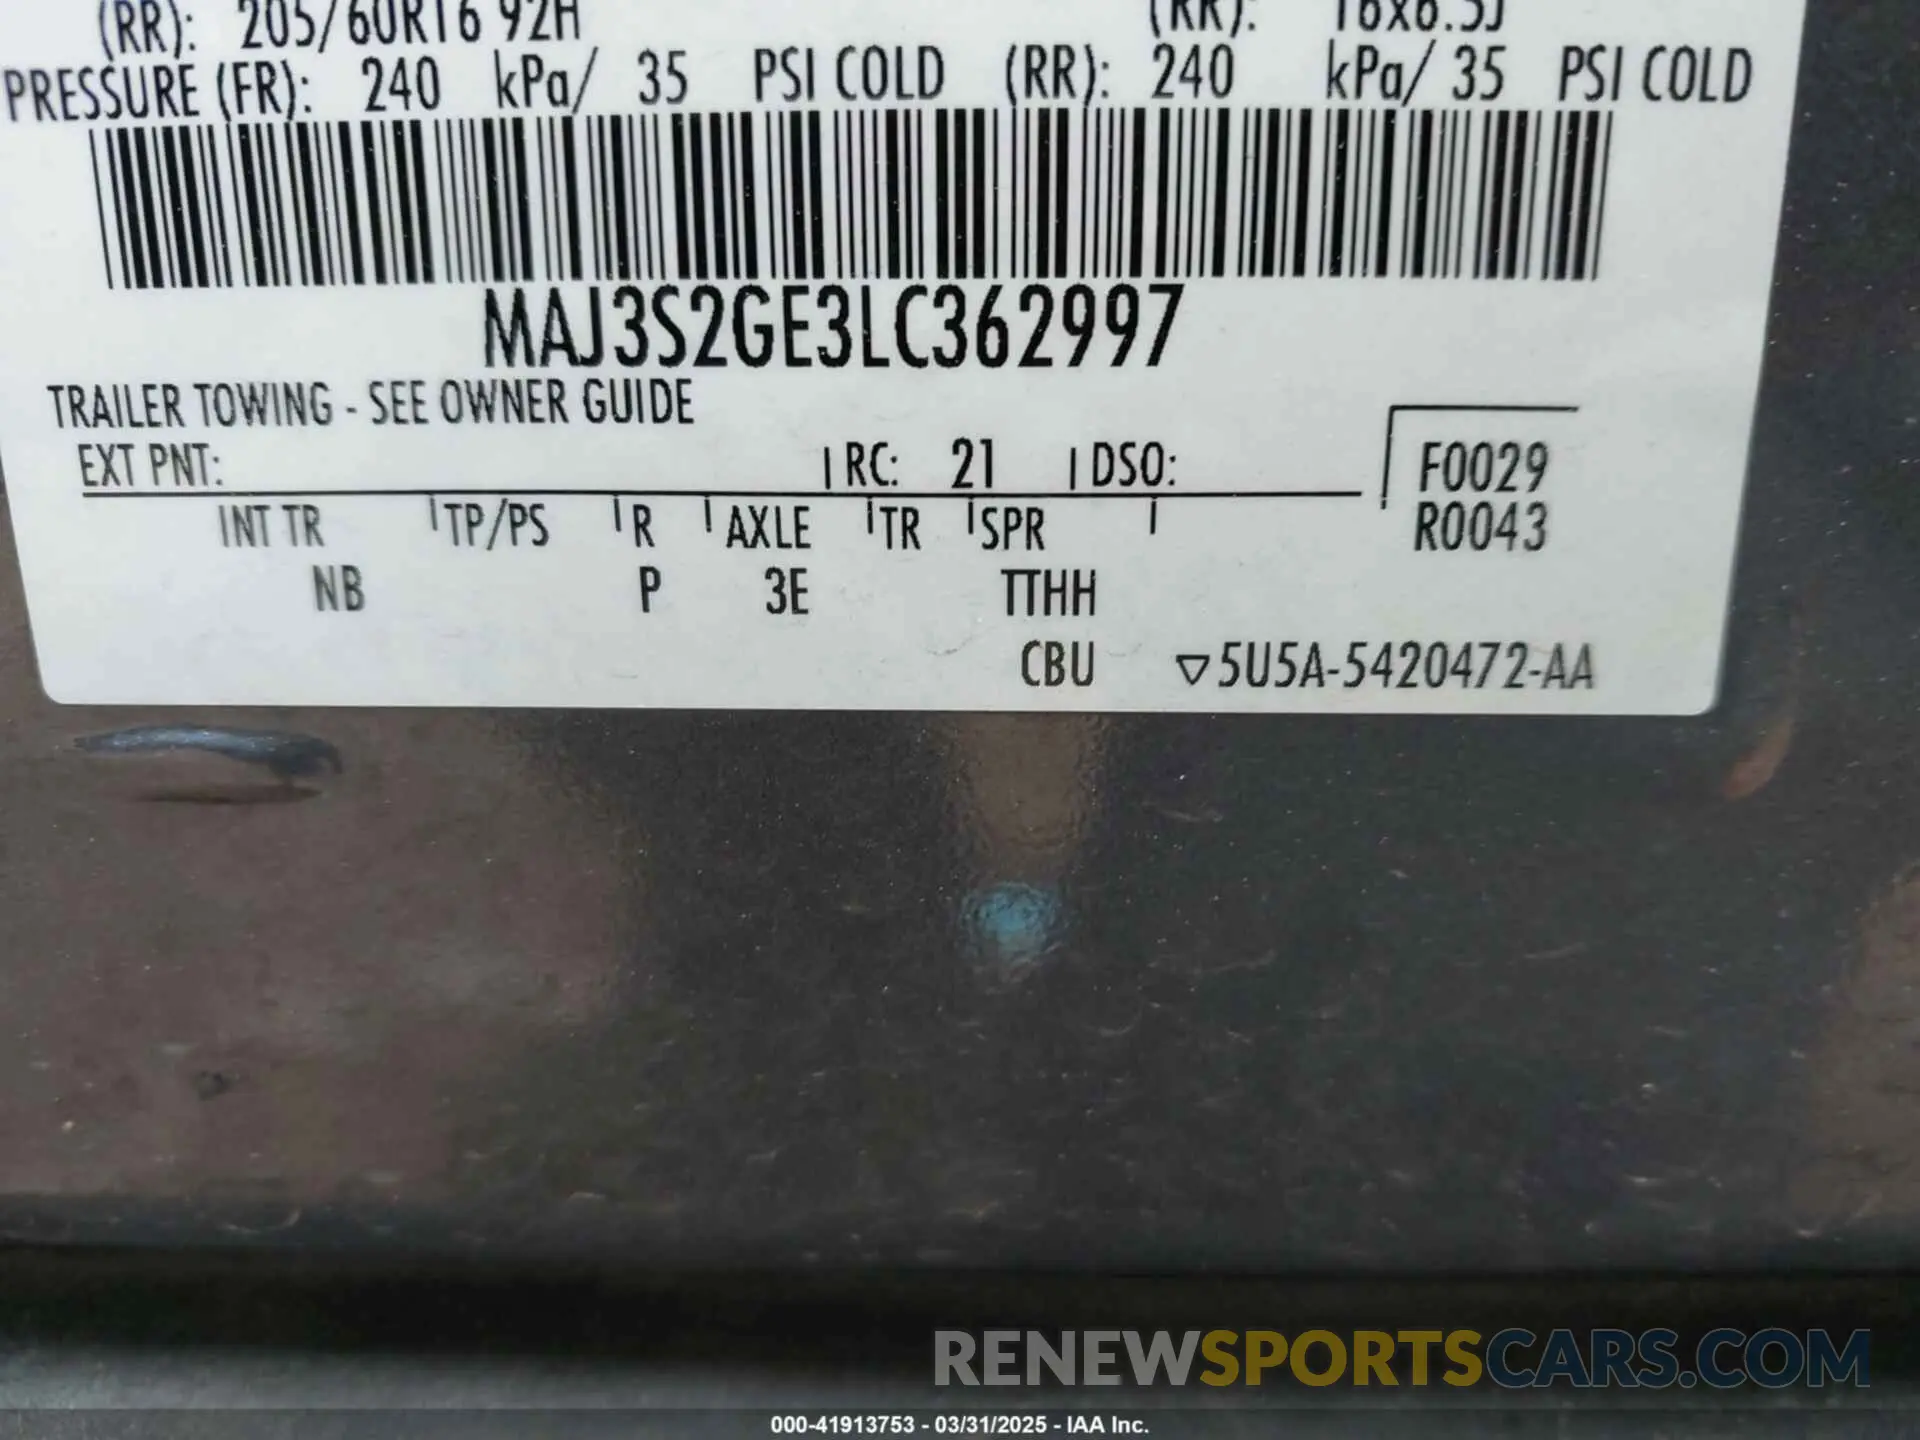 (RR): 205/60R16 92H (RR): 16x6.5J
PRESSURE (FR): 240 kPa/ 35 PSI COLD (RR): 240 kPa/ 35 PSI COLD
MAJ3S2GE3LC362997
TRAILER TOWING - SEE OWNER GUIDE
EXT PNT: RC: 21 DSO: F0029
INT TR TP/PS R AXLE TR SPR R0043
NB P 3E TTHH
CBU ▽5U5A-5420472-AA
RENEWSPORTSCARS.COM
000-41913753 - 03/31/2025 - IAA Inc.